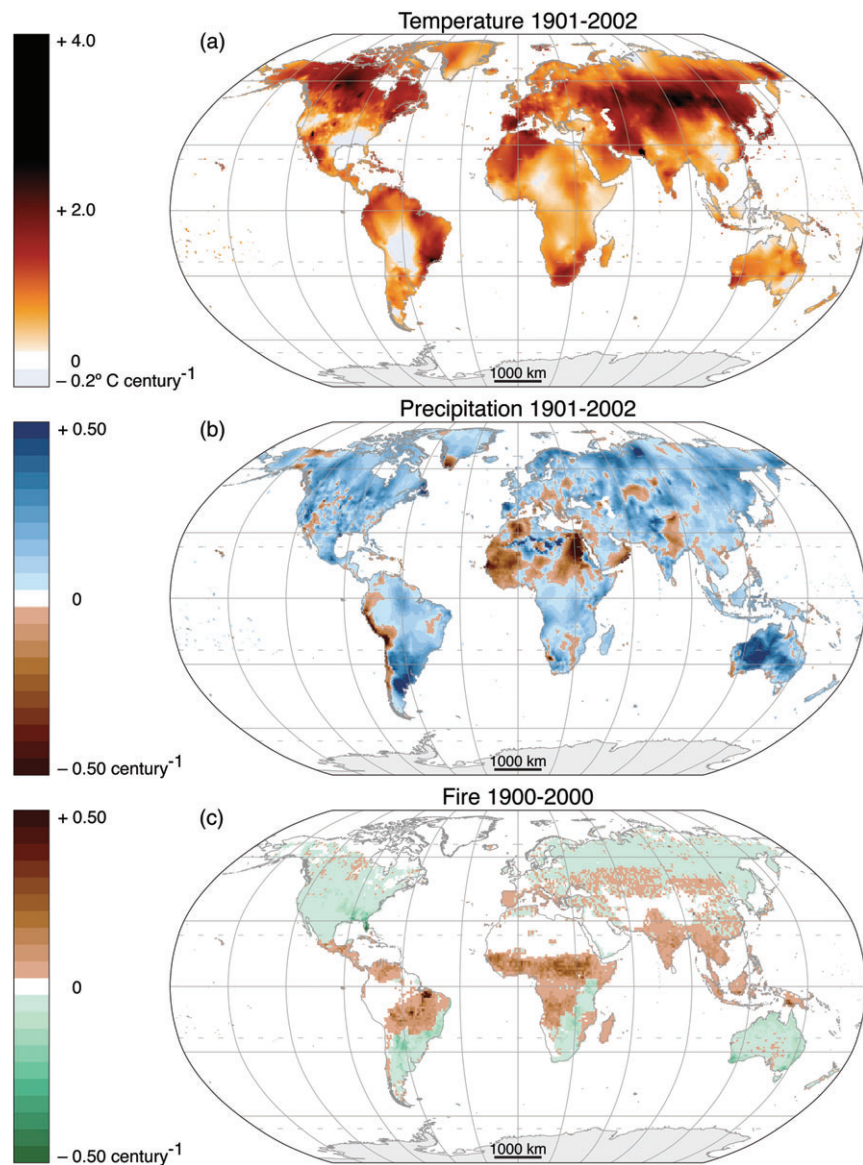 Temperature 1901-2002
(a)
+ 4.0
+ 2.0
0
– 0.2º C century-1
1000 km
Precipitation 1901-2002
(b)
+ 0.50
0
– 0.50 century-1
1000 km
Fire 1900-2000
(c)
+ 0.50
0
– 0.50 century-1
1000 km